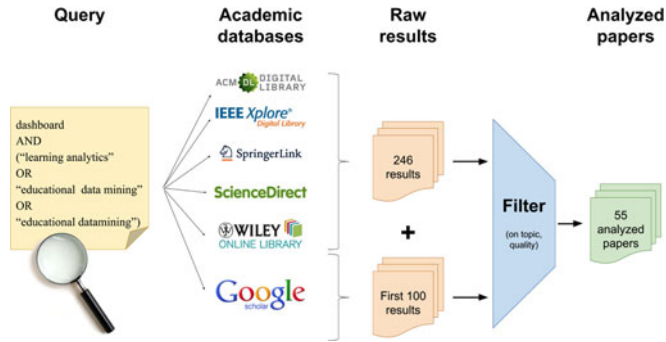 Query
Academic
databases
Raw
results
Analyzed
papers
dashboard
AND
("learning analytics"
OR
"educational data mining"
OR
"educational datamining")
ACM DL DIGITAL
LIBRARY
IEEE Xplore®
Digital Library
SpringerLink
ScienceDirect
WILEY
ONLINE LIBRARY
Google
scholar
246
results
+
First 100
results
Filter
(on topic,
quality)
55
analyzed
papers